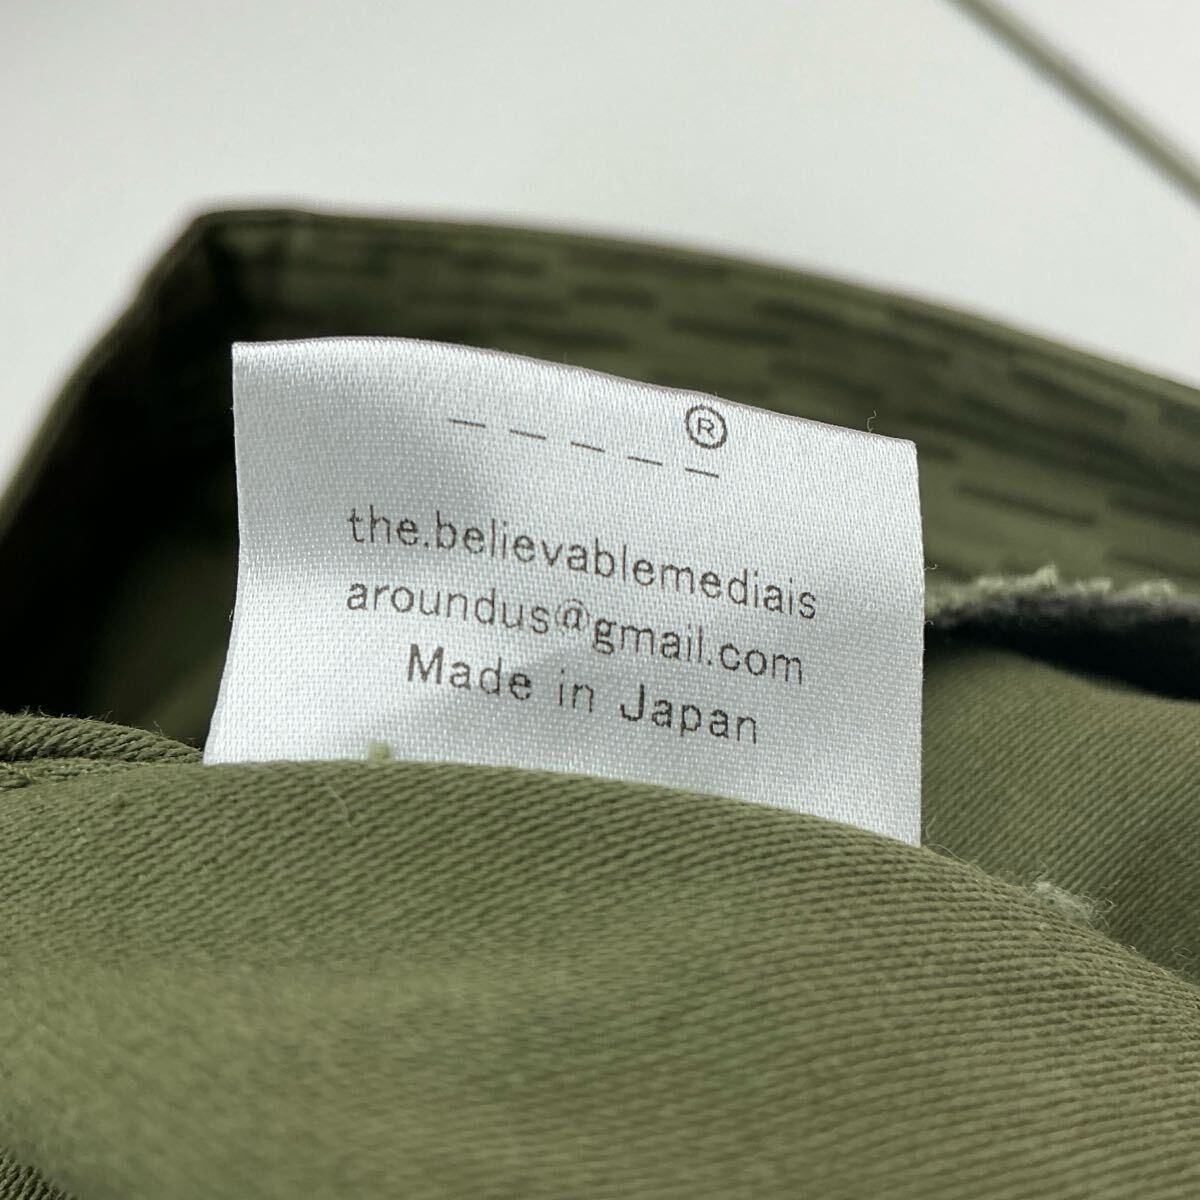 _ _ _ _ _ ®
the.believablemediais
aroundus@gmail.com
Made in Japan